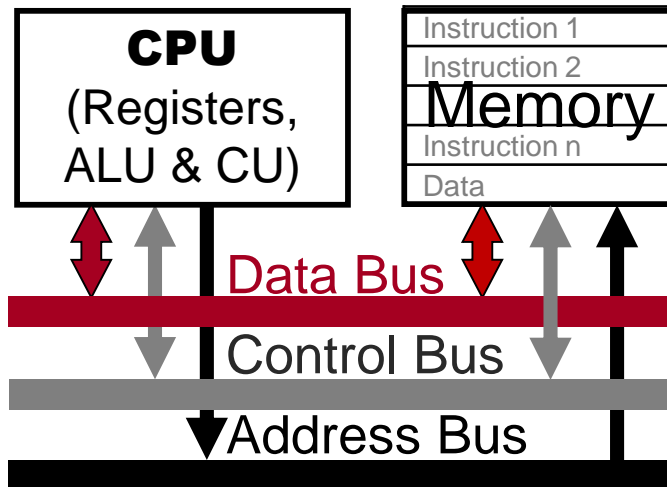 CPU
(Registers,
ALU & CU)
Instruction 1
Instruction 2
Memory
Instruction n
Data
Data Bus
Control Bus
Address Bus